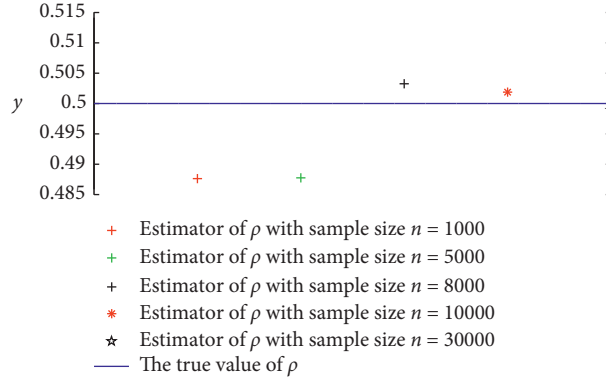 0.515
0.51
0.505
y
0.5
0.495
0.49
0.485
Estimator of ρ with sample size n = 1000
Estimator of ρ with sample size n = 5000
Estimator of ρ with sample size n = 8000
Estimator of ρ with sample size n = 10000
Estimator of ρ with sample size n = 30000
The true value of ρ